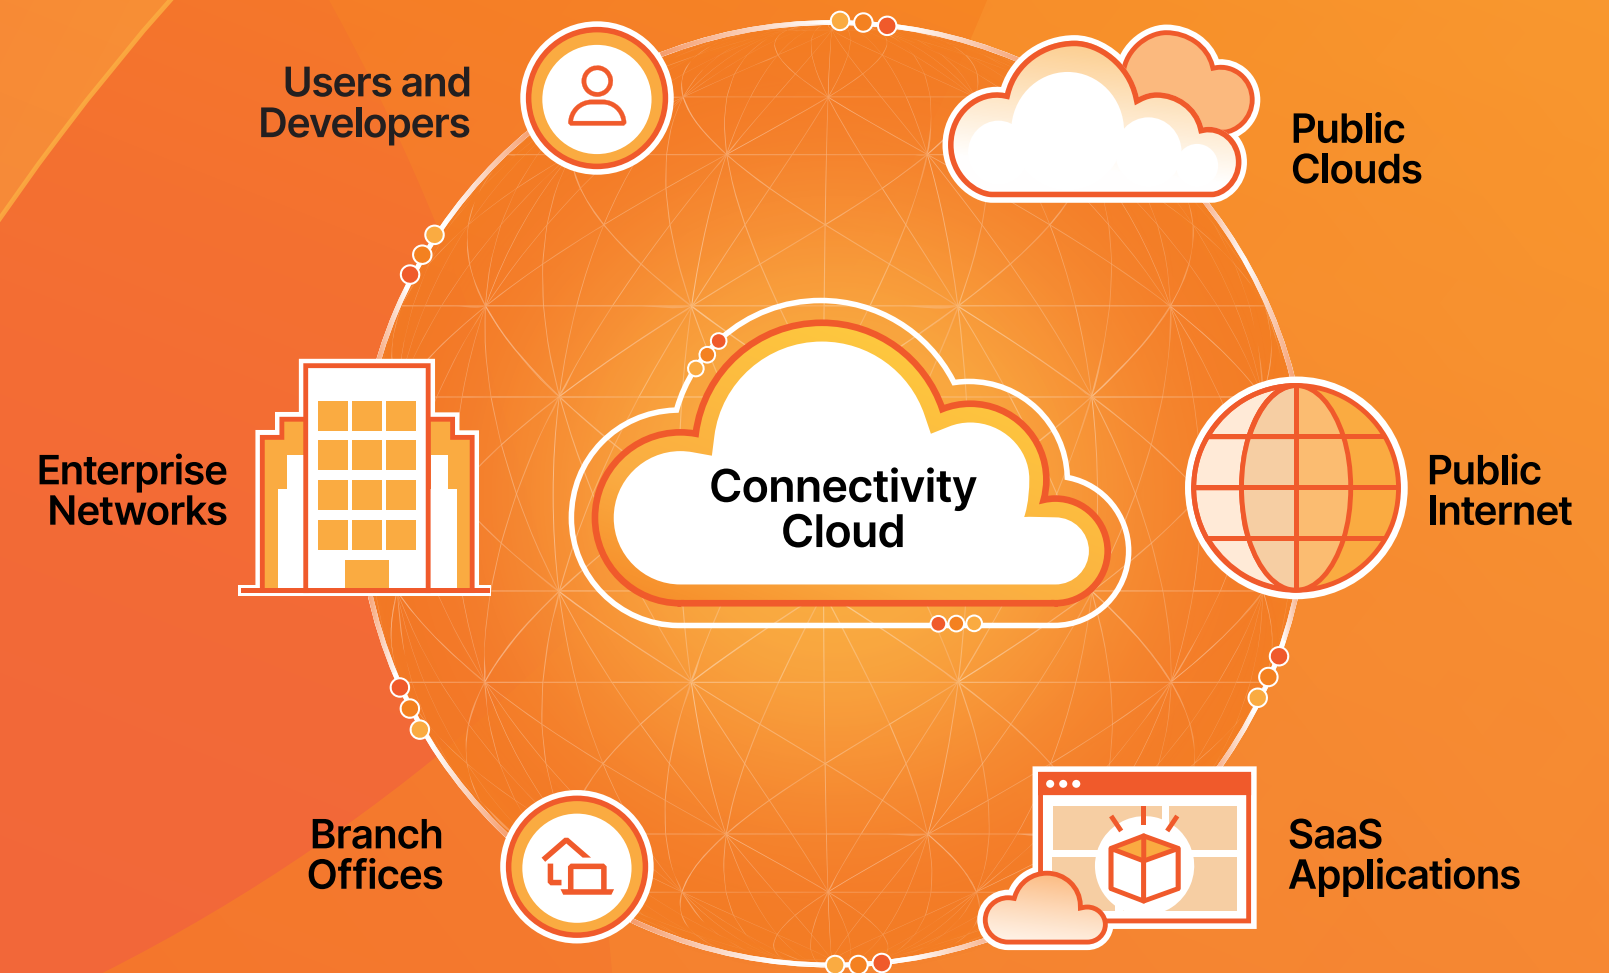 Users and
Developers
Public
Clouds
Enterprise
Networks
Connectivity
Cloud
Public
Internet
Branch
Offices
SaaS
Applications